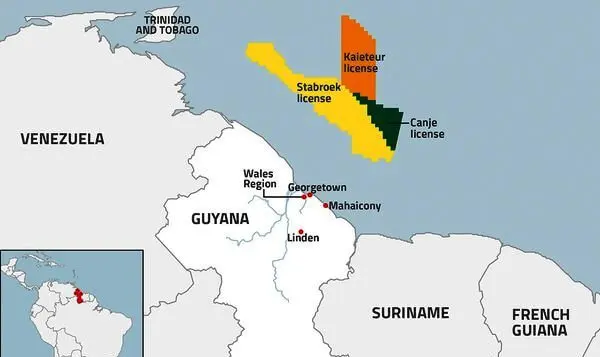 TRINIDAD
AND TOBAGO
Kaieteur
license
Stabroek
license
Canje
license
VENEZUELA
Wales
Region
Georgetown
Mahaicony
GUYANA
Linden
SURINAME
FRENCH
GUIANA